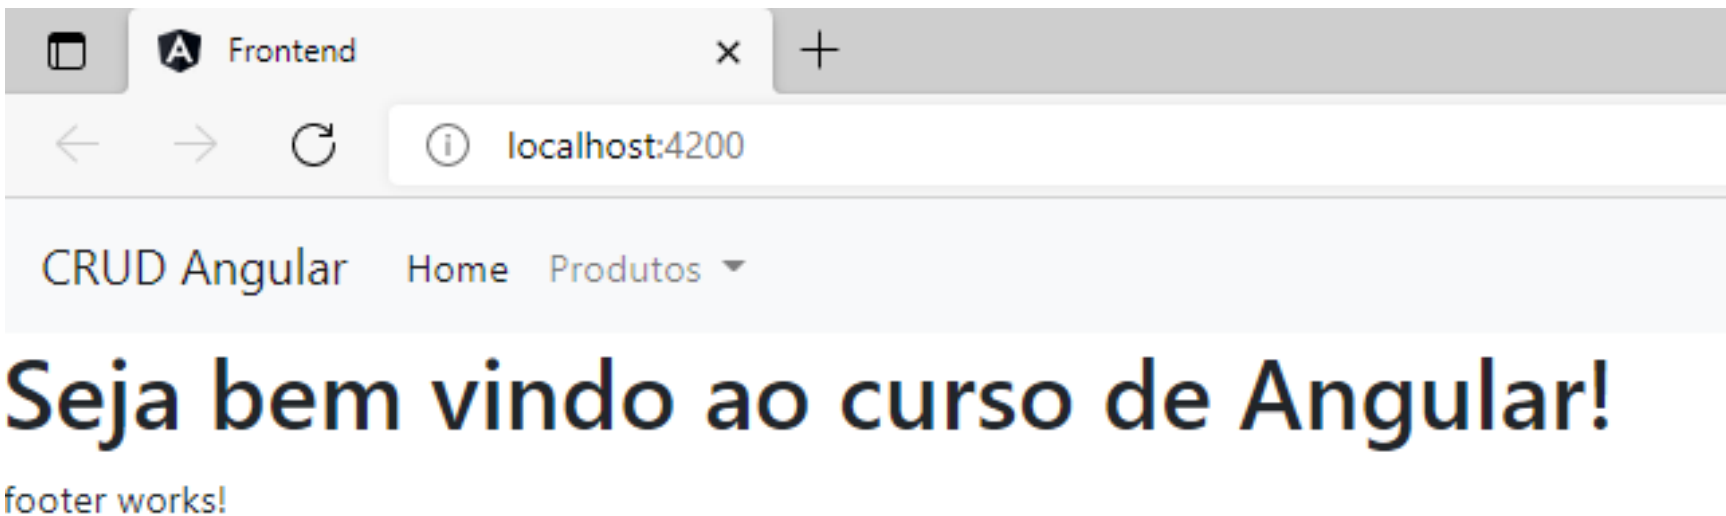 Frontend
localhost:4200
CRUD Angular Home Produtos
Seja bem vindo ao curso de Angular!
footer works!